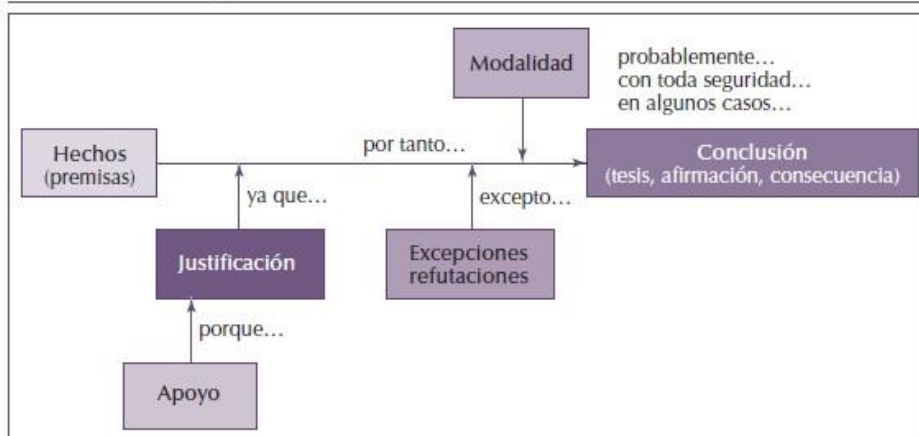 Modalidad
probablemente…
con toda seguridad…
en algunos casos…
Hechos
(premisas)
por tanto…
Conclusión
(tesis, afirmación, consecuencia)
ya que…
excepto…
Justificación
Excepciones
refutaciones
porque…
Apoyo